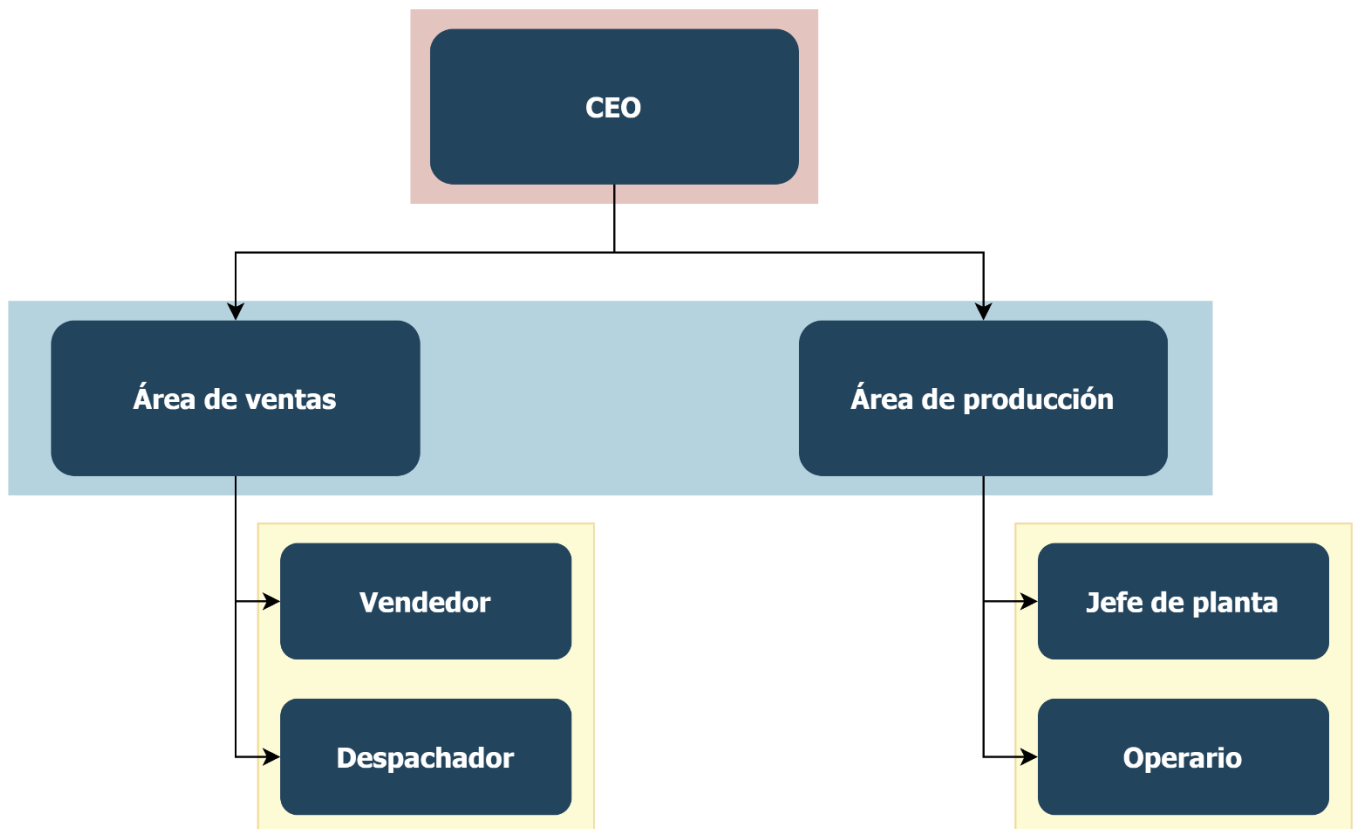 CEO
Área de ventas
Área de producción
Vendedor
Jefe de planta
Despachador
Operario